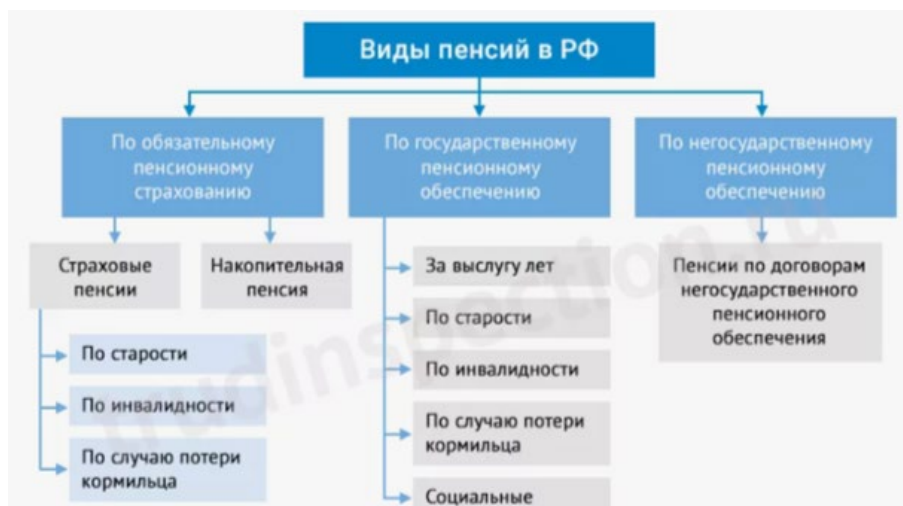 Виды пенсий в РФ
По обязательному
пенсионному
страхованию
Страховые
пенсии
Накопительная
пенсия
По старости
По инвалидности
По случаю потери
кормильца
По государственному
пенсионному
обеспечению
За выслугу лет
По старости
По инвалидности
По случаю потери
кормильца
Социальные
По негосударственному
пенсионному
обеспечению
Пенсии по договорам
негосударственного
пенсионного
обеспечения
trudinspection.ru